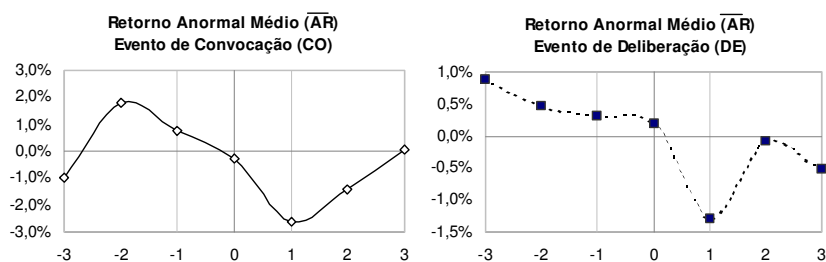 Retorno Anormal Médio (AR)
Evento de Convocação (CO)
3,0%
2,0%
1,0%
0,0%
-1,0%
-2,0%
-3,0%
-3 -2 -1 0 1 2 3
Retorno Anormal Médio (AR)
Evento de Deliberação (DE)
1,0%
0,5%
0,0%
-0,5%
-1,0%
-1,5%
-3 -2 -1 0 1 2 3